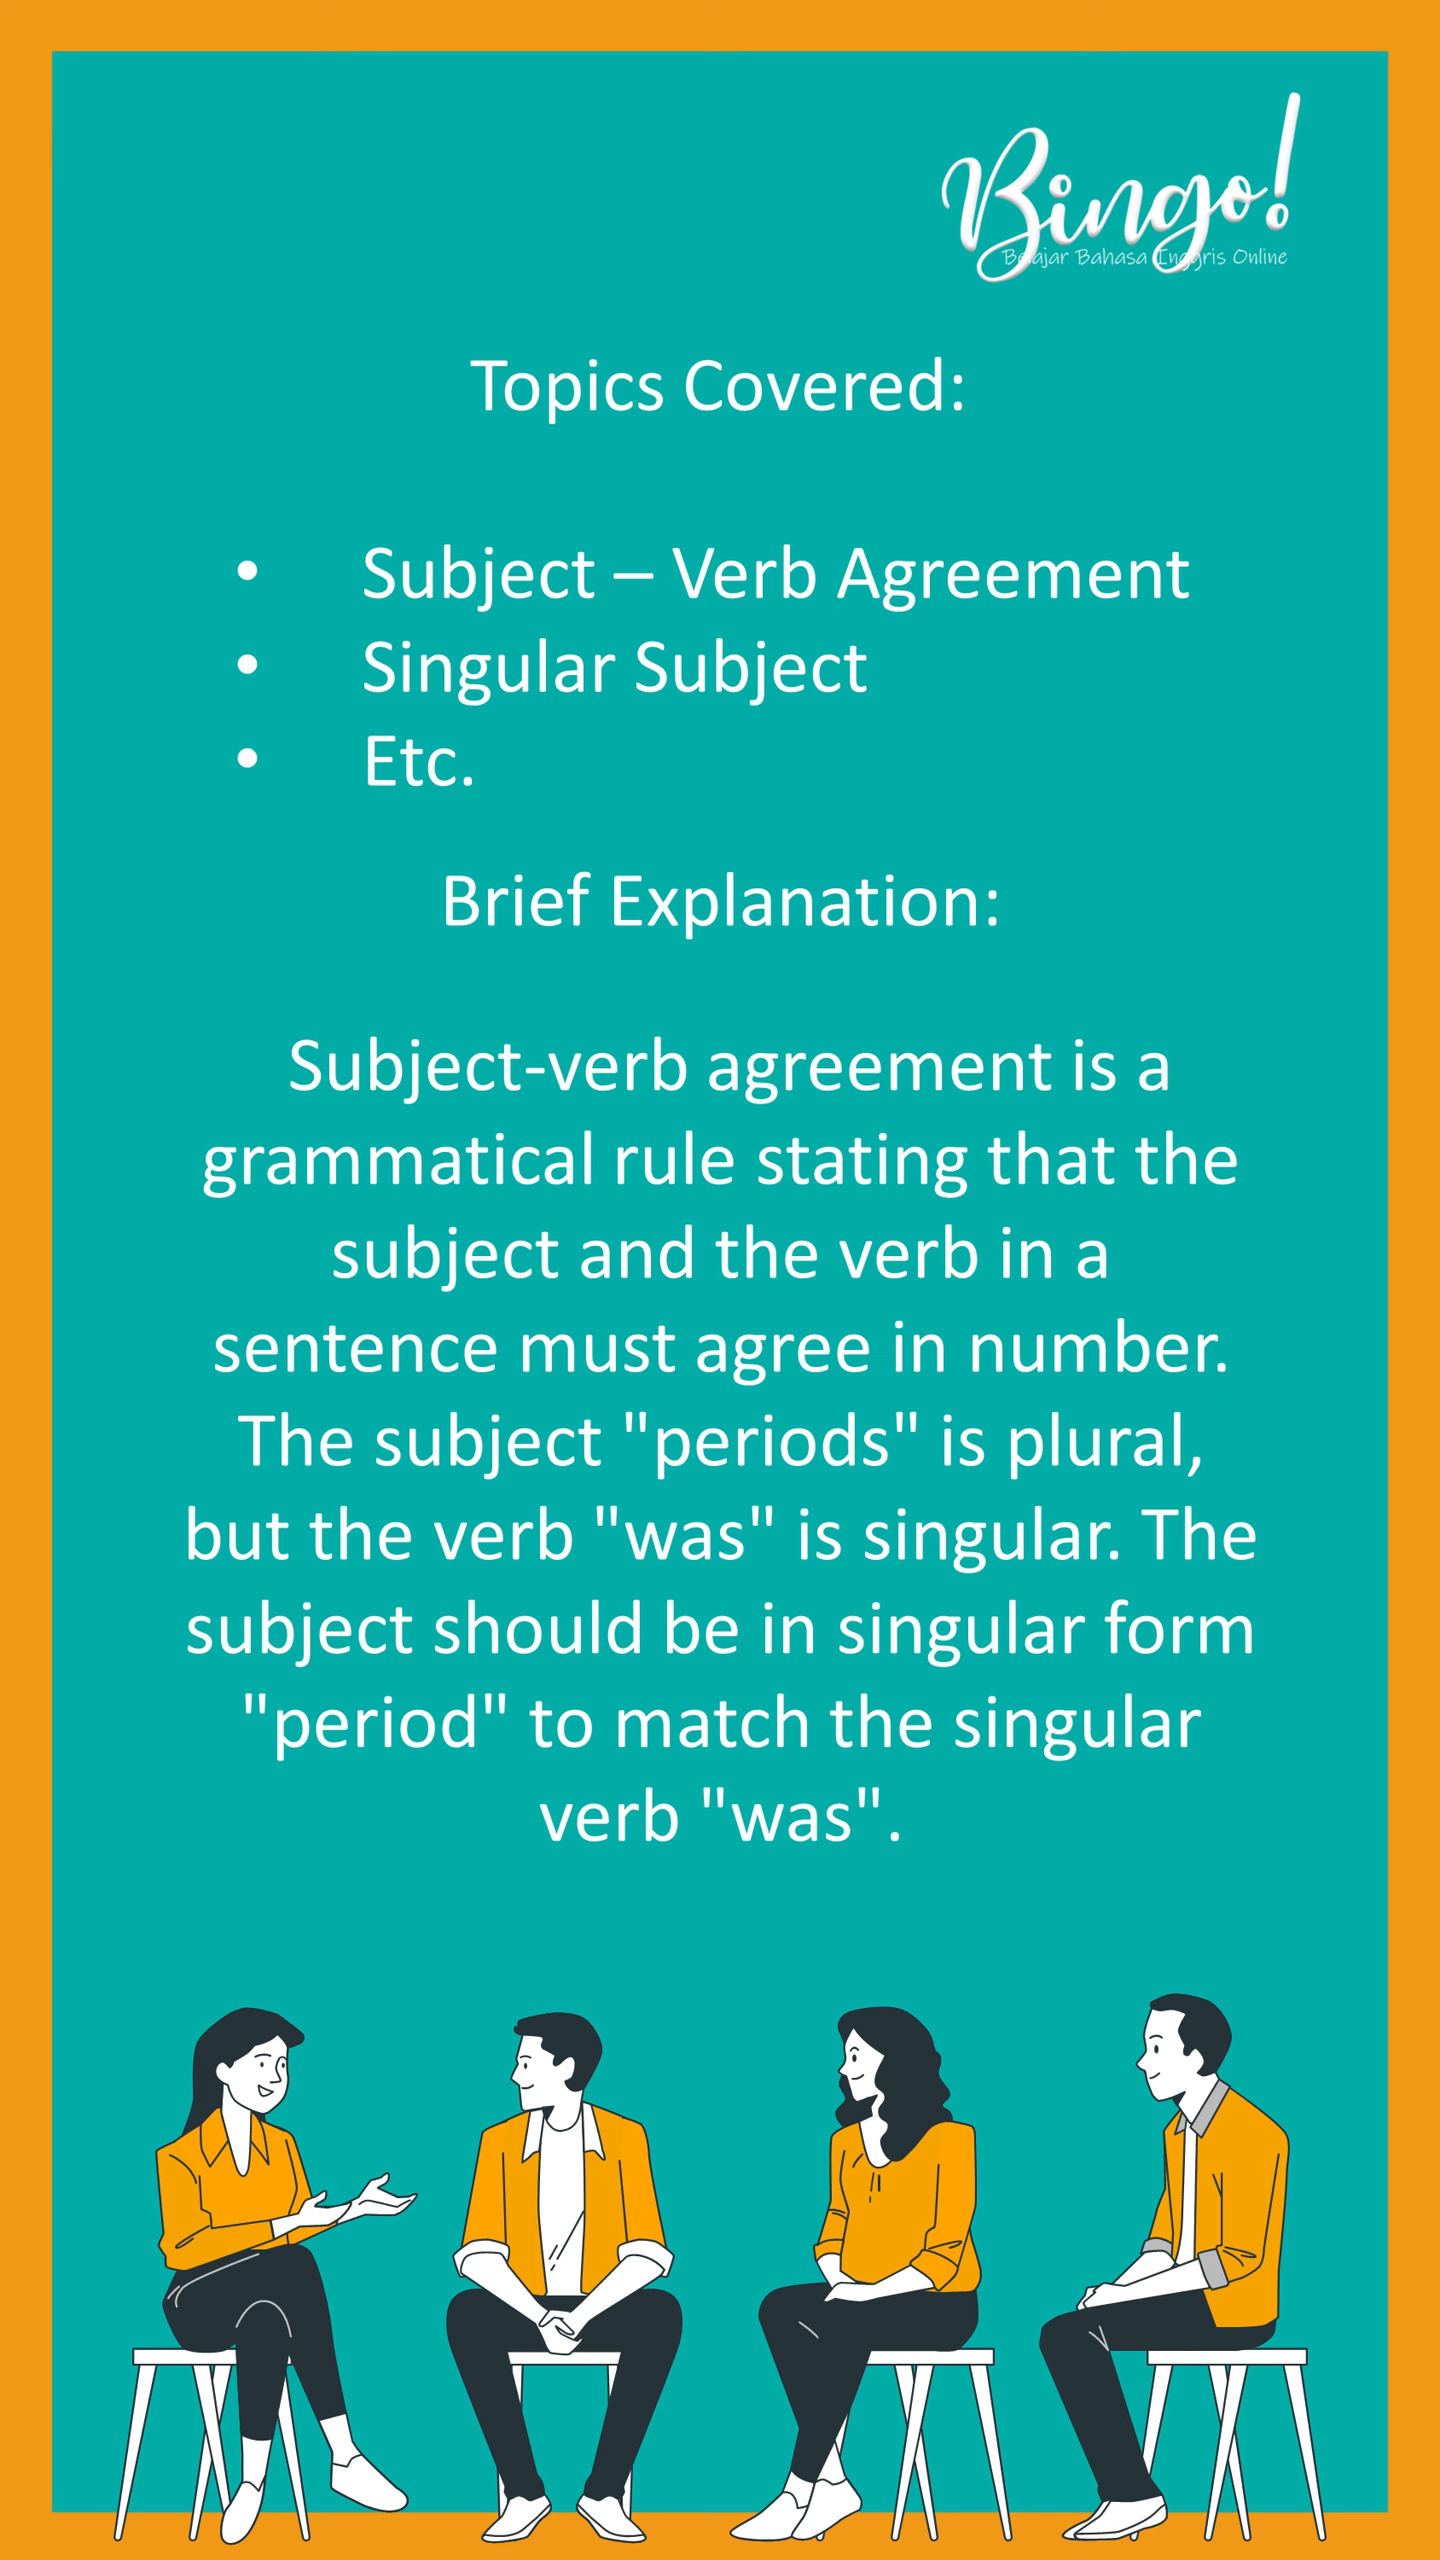 Bingo!
Belajar Bahasa Inggris Online
Topics Covered:
• Subject – Verb Agreement
• Singular Subject
• Etc.
Brief Explanation:
Subject-verb agreement is a
grammatical rule stating that the
subject and the verb in a
sentence must agree in number.
The subject "periods" is plural,
but the verb "was" is singular. The
subject should be in singular form
"period" to match the singular
verb "was".